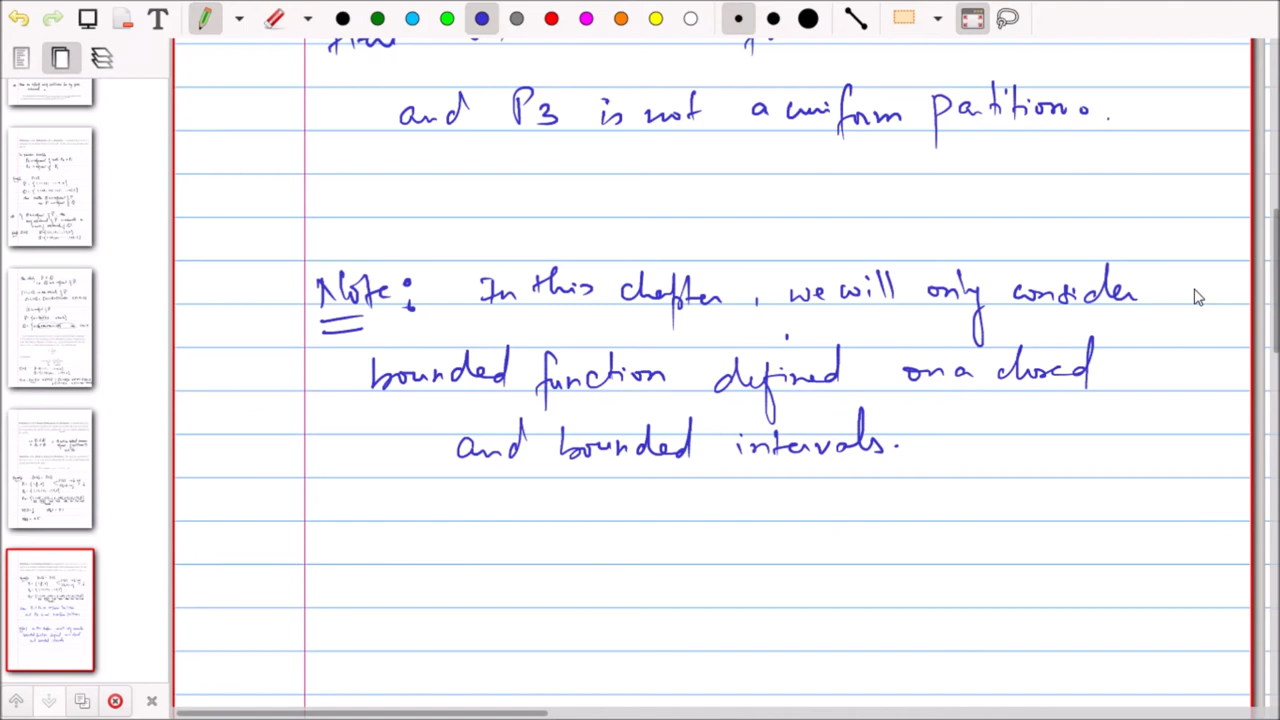 and P3 is not a uniform partition.
Note: In this chapter, we will only consider
bounded function defined on a closed
and bounded intervals.